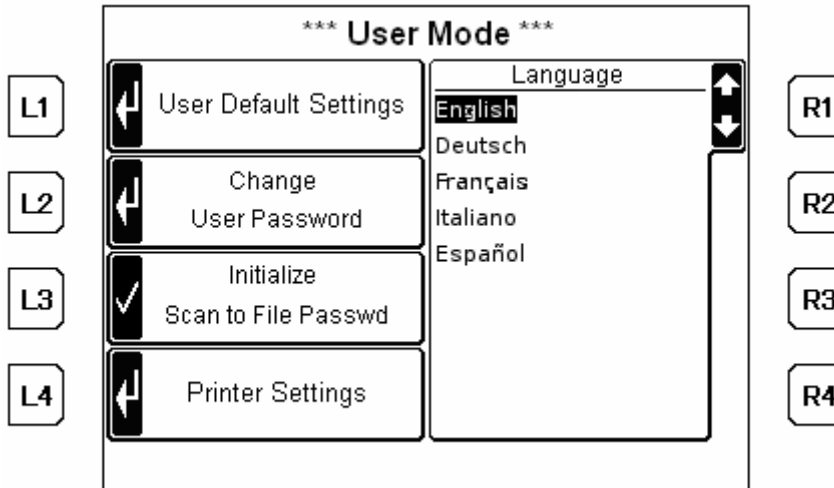 *** User Mode ***
L1
User Default Settings
L2
Change
User Password
L3
Initialize
Scan to File Passwd
L4
Printer Settings
Language
English
Deutsch
Français
Italiano
Español
R1
R2
R3
R4